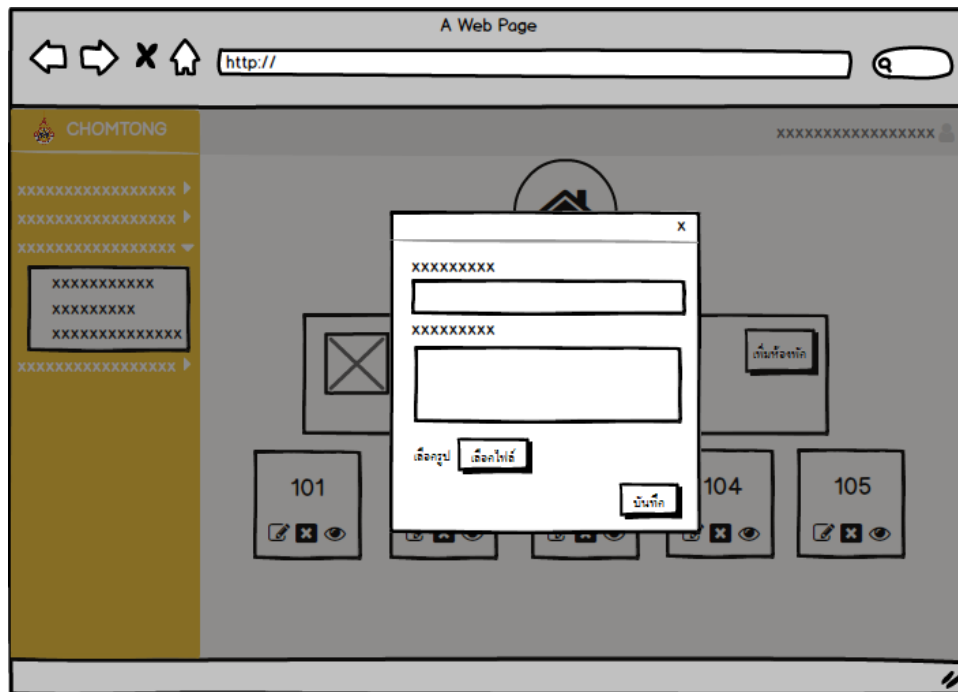 A Web Page
http://
CHOMTONG
xxxxxxxxxxxxxxxxx
xxxxxxxxxxxxxxxxx
xxxxxxxxxxxxxxxxx
xxxxxxxxxxxxxxxxx
xxxxxxxxxxx
xxxxxxxxx
xxxxxxxxxxxxxx
xxxxxxxxxxxxxxxxx
x
xxxxxxxxx
xxxxxxxxx
เลือกรูป เลือกไฟล์
บันทึก
เพิ่มห้องพัก
101
104
105